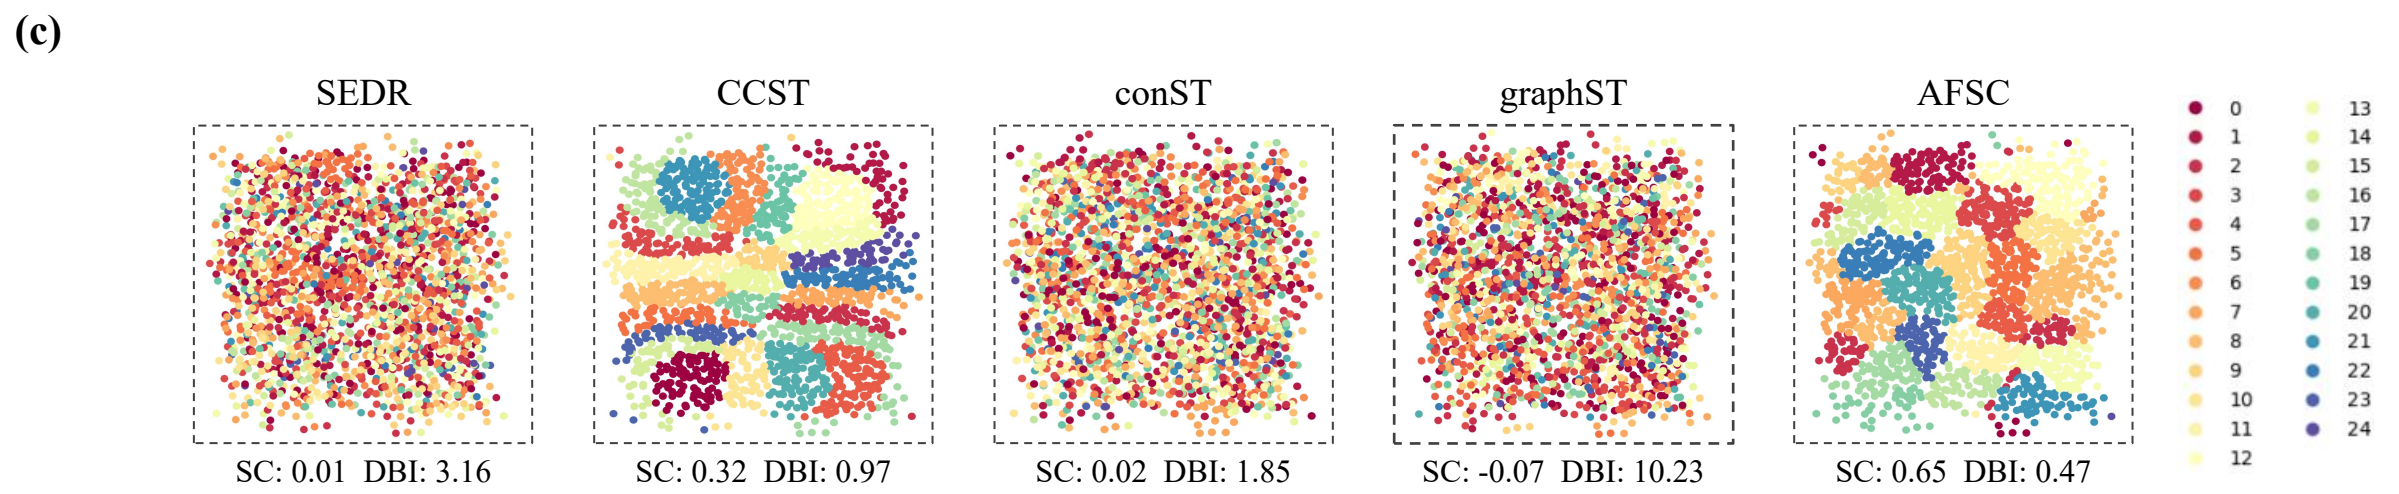 (c)
SEDR
CCST
conST
graphST
AFSC
SC: 0.01 DBI: 3.16
SC: 0.32 DBI: 0.97
SC: 0.02 DBI: 1.85
SC: -0.07 DBI: 10.23
SC: 0.65 DBI: 0.47
0
1
2
3
4
5
6
7
8
9
10
11
12
13
14
15
16
17
18
19
20
21
22
23
24